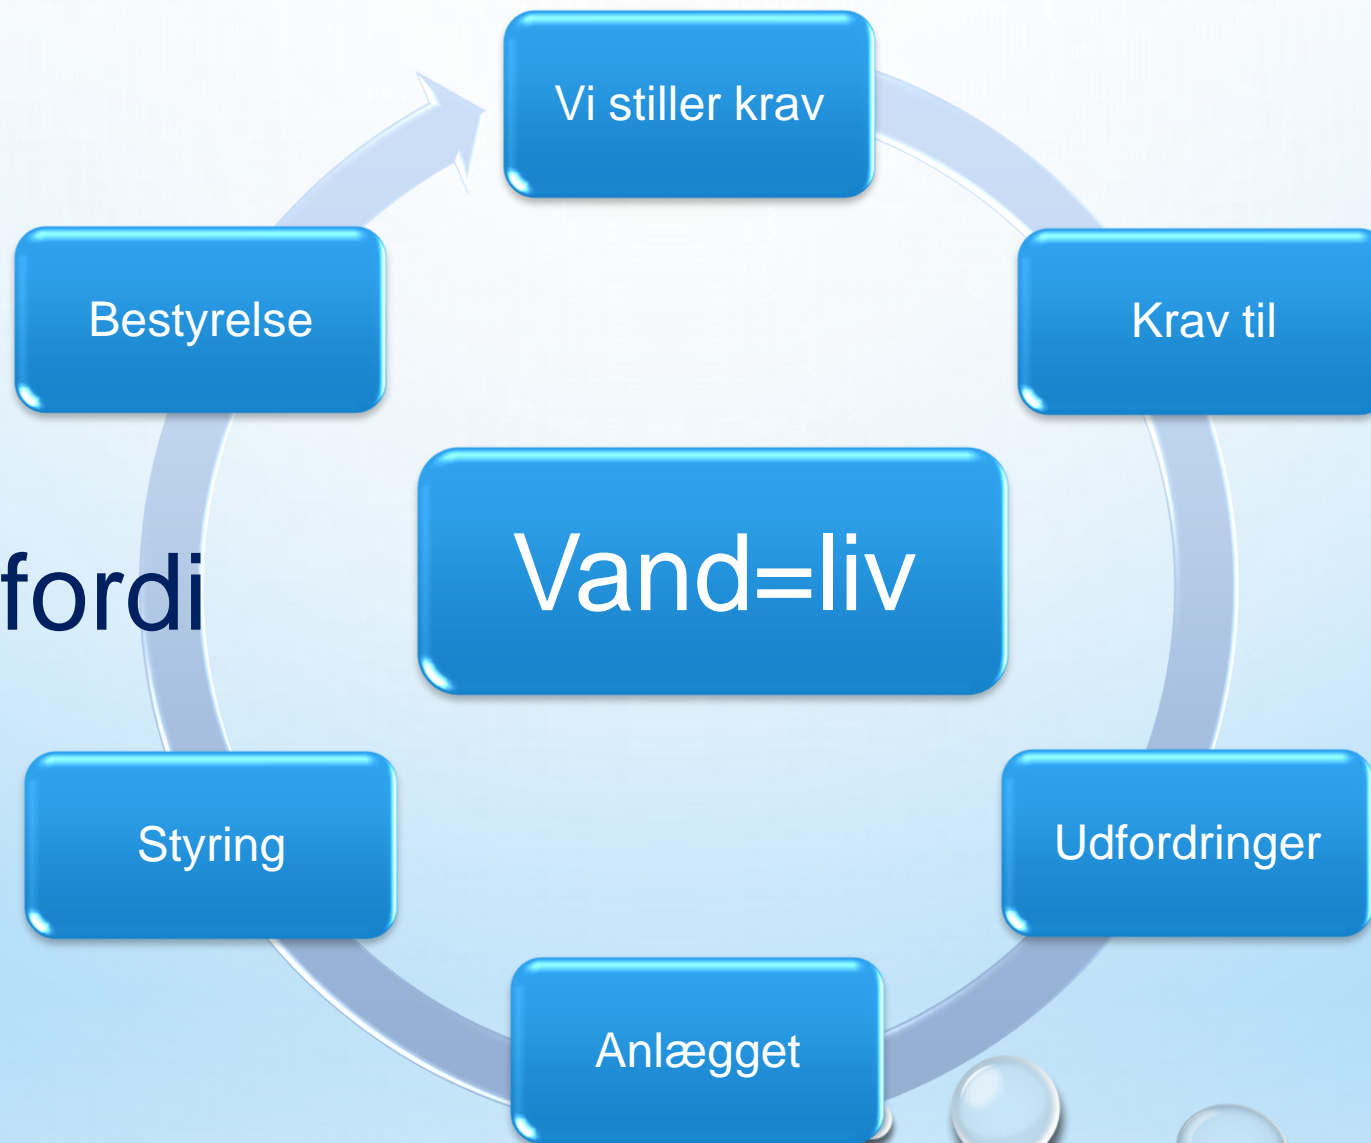 Vi stiller krav
Krav til
Udfordringer
Anlægget
Styring
Bestyrelse
Vand=liv
fordi